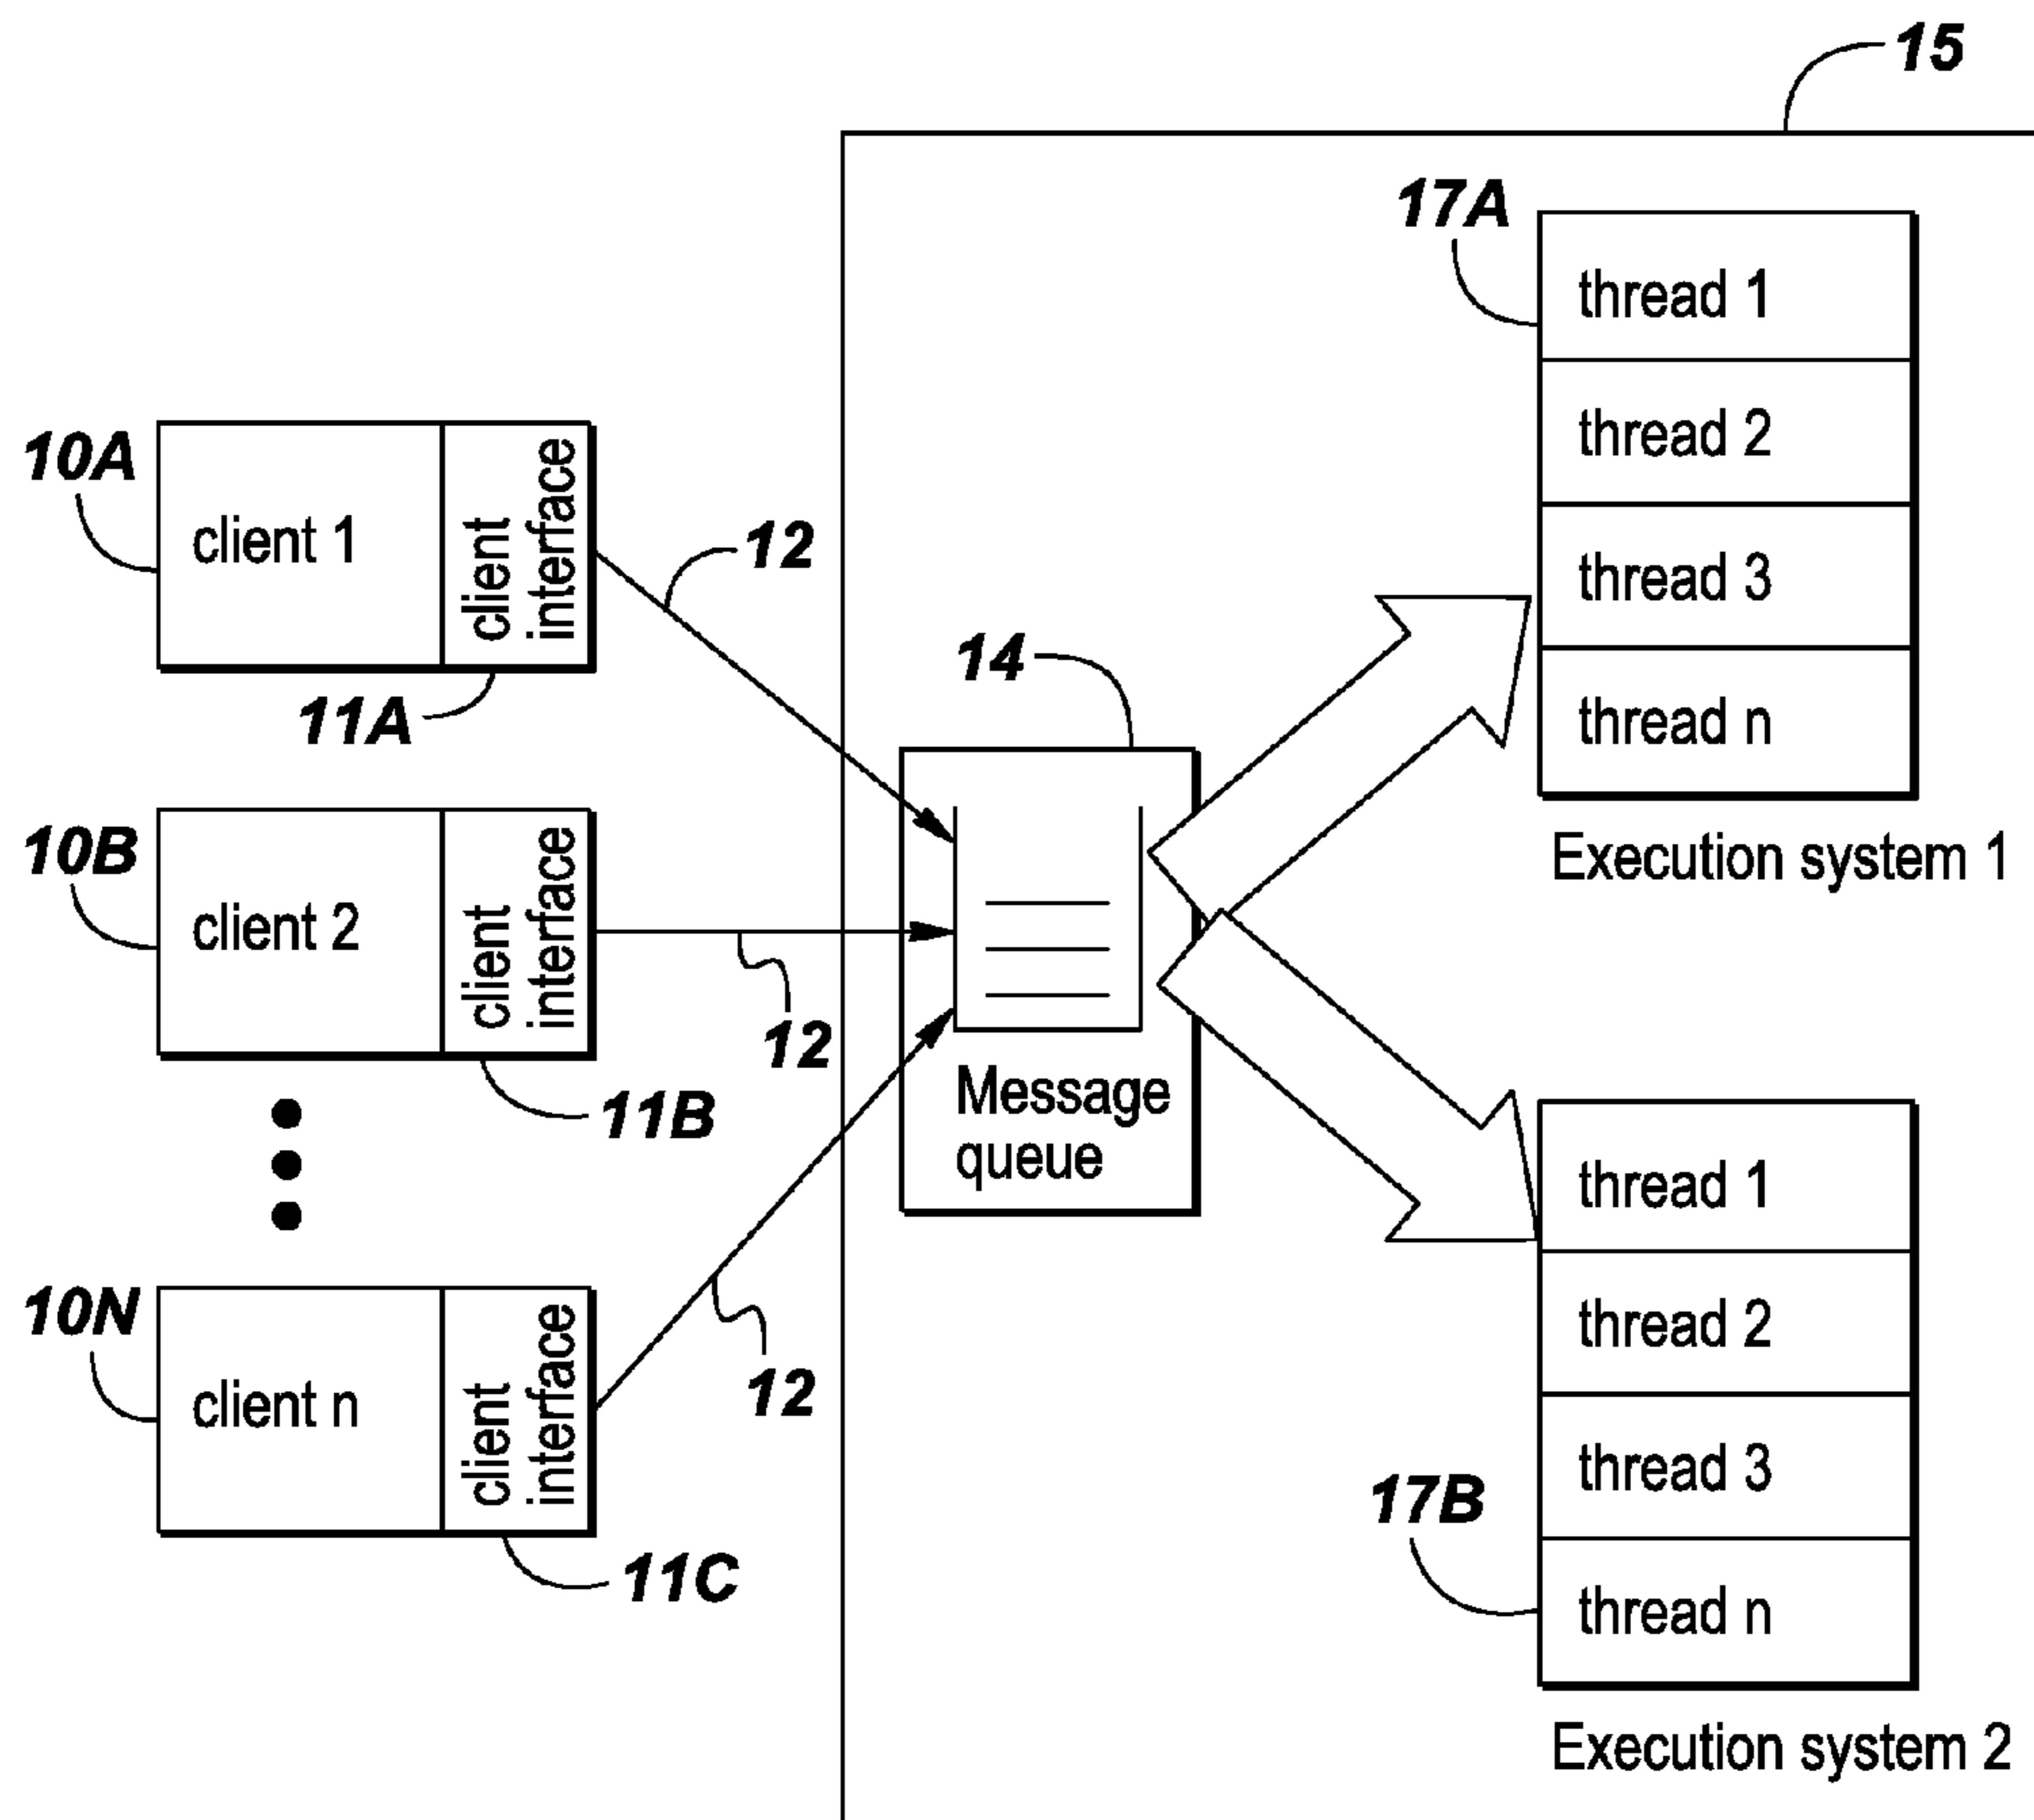 15
17A
thread 1
thread 2
thread 3
thread n
Execution system 1
10A
client 1
client
interface
11A
12
14
10B
client 2
client
interface
11B
12
Message
queue
10N
client n
client
interface
11C
12
thread 1
thread 2
thread 3
thread n
17B
Execution system 2